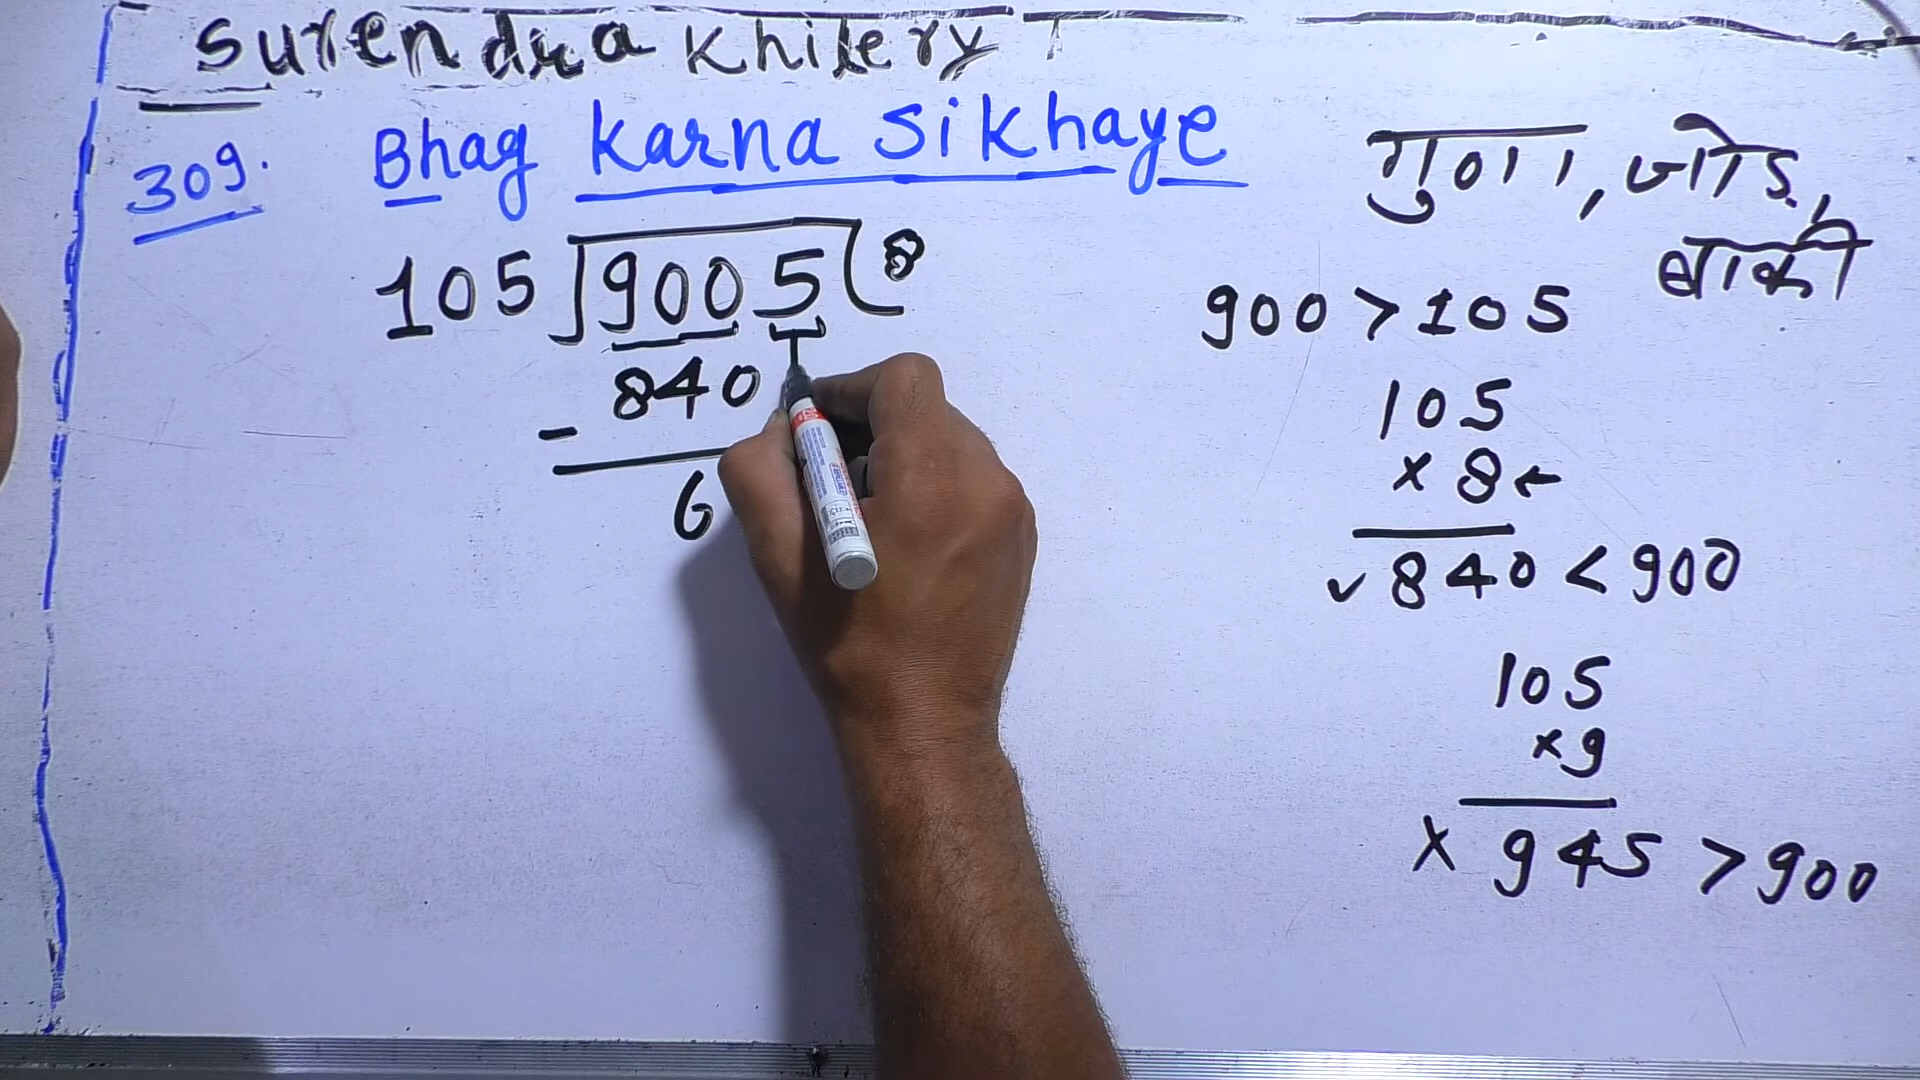 Surendra Khilery
309.
Bhag Karna Sikhaye
गुणा, जोड़,
बाकी
105 9005 8
840
-
6
900 > 105
105
x 8 ←
✓ 840 < 900
105
x 9
x 945 > 900